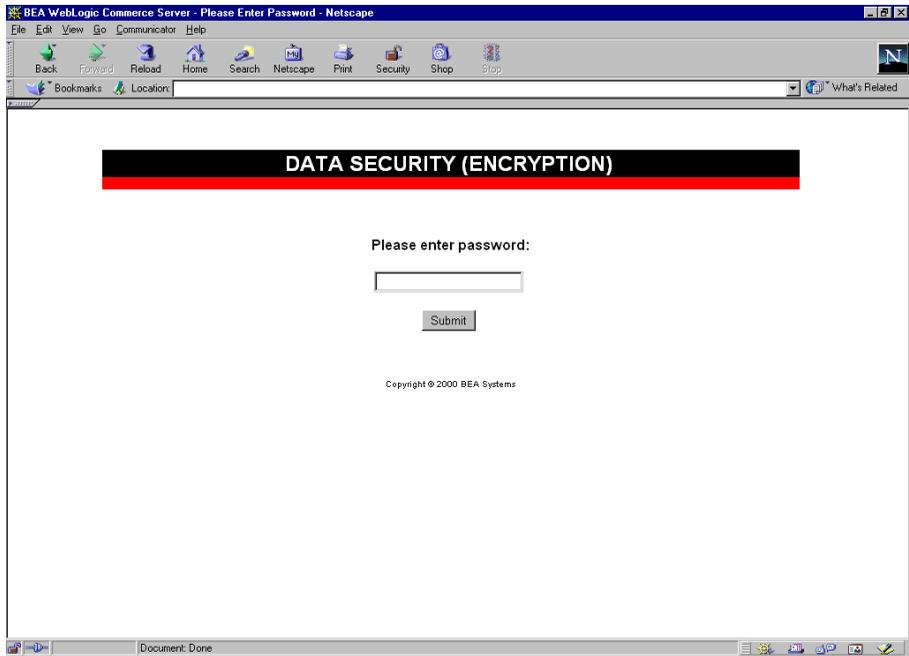 BEA WebLogic Commerce Server - Please Enter Password - Netscape
File Edit View Go Communicator Help
Back Forward Reload Home Search Netscape Print Security Shop Stop
Bookmarks Location: What's Related
DATA SECURITY (ENCRYPTION)
Please enter password:
Submit
Copyright © 2000 BEA Systems
Document: Done